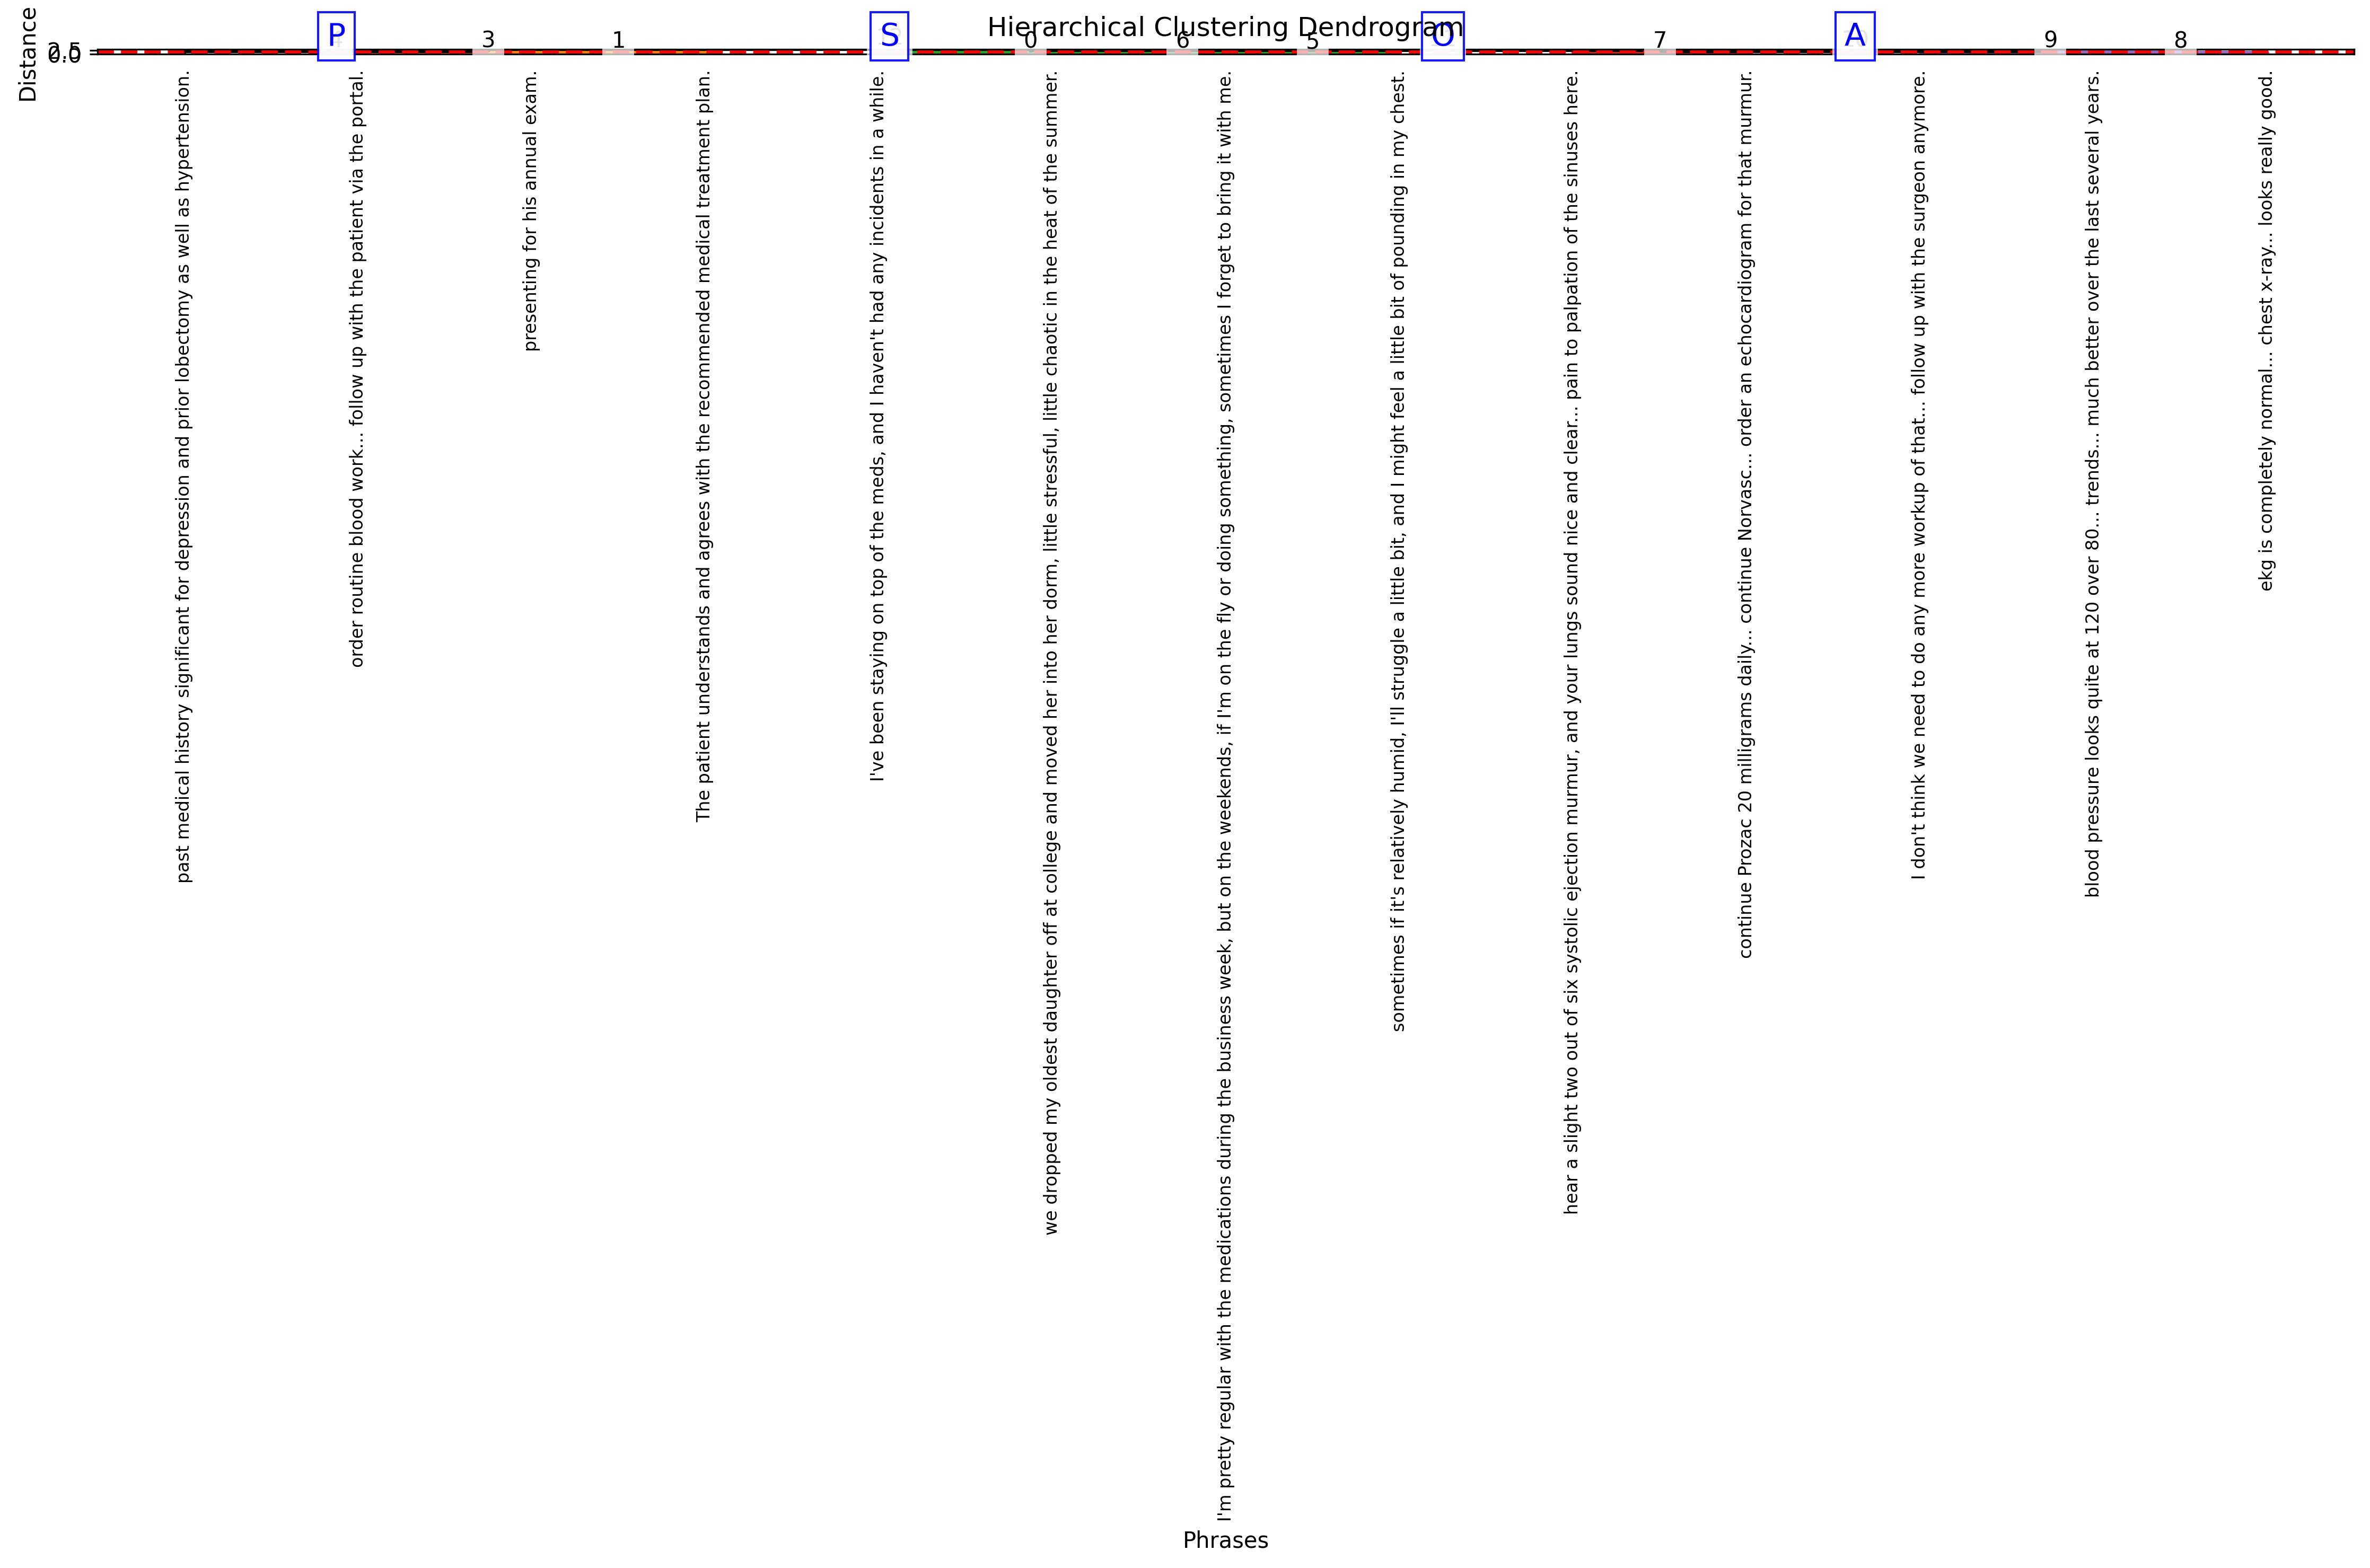 Hierarchical Clustering Dendrogram
Distance
2.5
0.0
P
3
1
S
0
6
5
O
7
A
9
8
past medical history significant for depression and prior lobectomy as well as hypertension.
order routine blood work... follow up with the patient via the portal.
presenting for his annual exam.
The patient understands and agrees with the recommended medical treatment plan.
I've been staying on top of the meds, and I haven't had any incidents in a while.
we dropped my oldest daughter off at college and moved her into her dorm, little stressful, little chaotic in the heat of the summer.
I'm pretty regular with the medications during the business week, but on the weekends, if I'm on the fly or doing something, sometimes I forget to bring it with me.
sometimes if it's relatively humid, I'll struggle a little bit, and I might feel a little bit of pounding in my chest.
hear a slight two out of six systolic ejection murmur, and your lungs sound nice and clear... pain to palpation of the sinuses here.
continue Prozac 20 milligrams daily... continue Norvasc... order an echocardiogram for that murmur.
I don't think we need to do any more workup of that... follow up with the surgeon anymore.
blood pressure looks quite at 120 over 80... trends... much better over the last several years.
ekg is completely normal... chest x-ray... looks really good.
Phrases